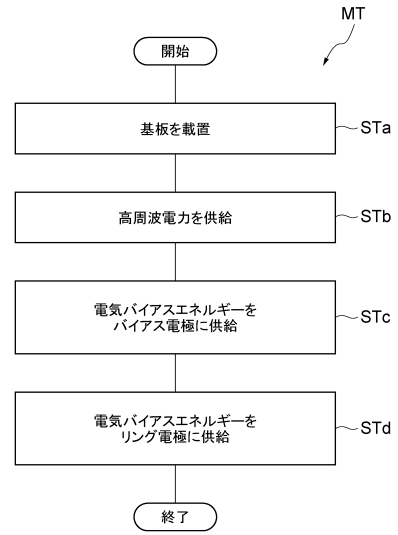 MT
開始
基板を載置
STa
高周波電力を供給
STb
電気バイアスエネルギーを
バイアス電極に供給
STc
電気バイアスエネルギーを
リング電極に供給
STd
終了